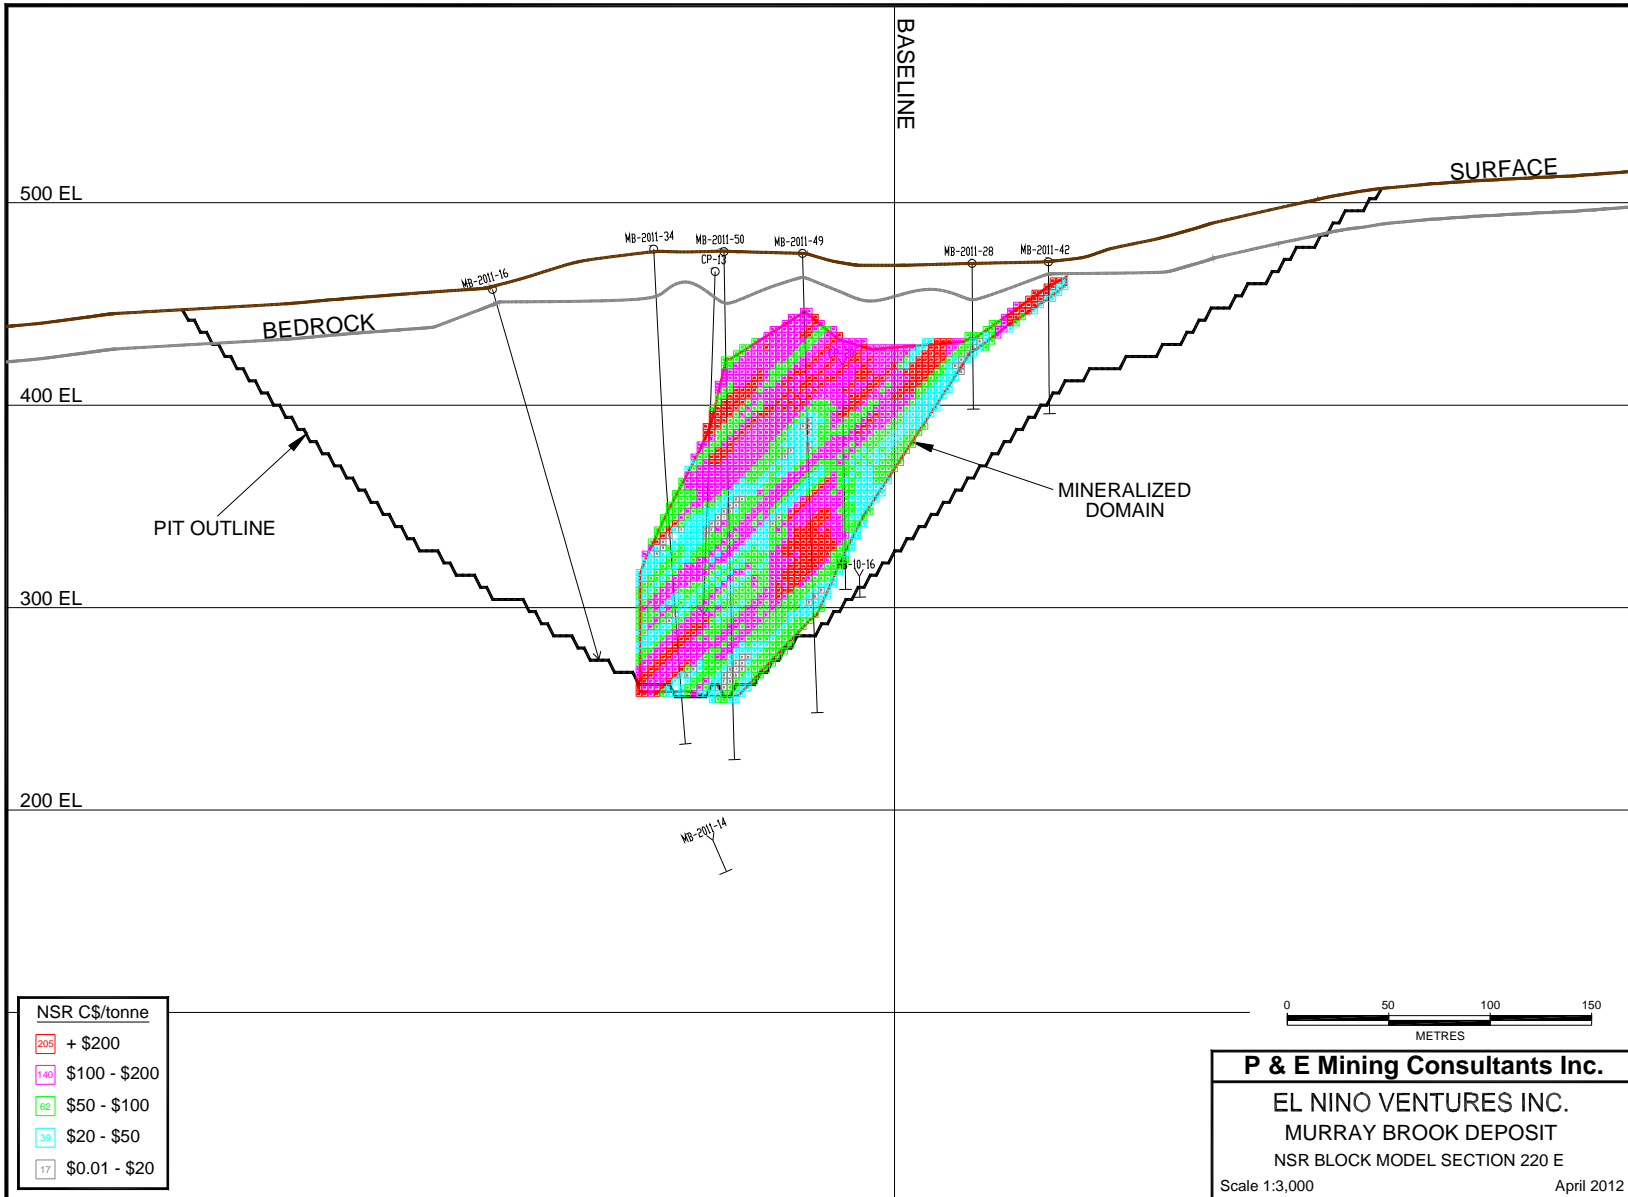 BASELINE
500 EL
SURFACE
MB-2011-34
MB-2011-50
MB-2011-49
CP-13
MB-2011-28
MB-2011-42
MB-2011-16
BEDROCK
400 EL
PIT OUTLINE
MINERALIZED
DOMAIN
300 EL
200 EL
MB-2011-14
NSR C$/tonne
205 + $200
140 $100 - $200
62 $50 - $100
39 $20 - $50
17 $0.01 - $20
0 50 100 150
METRES
P & E Mining Consultants Inc.
EL NINO VENTURES INC.
MURRAY BROOK DEPOSIT
NSR BLOCK MODEL SECTION 220 E
Scale 1:3,000
April 2012